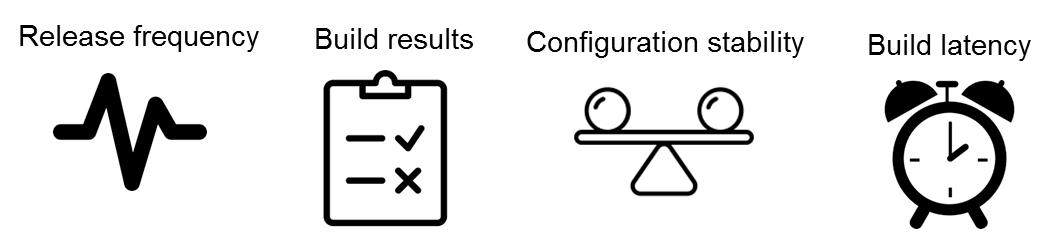 Release frequency
Build results
Configuration stability
Build latency